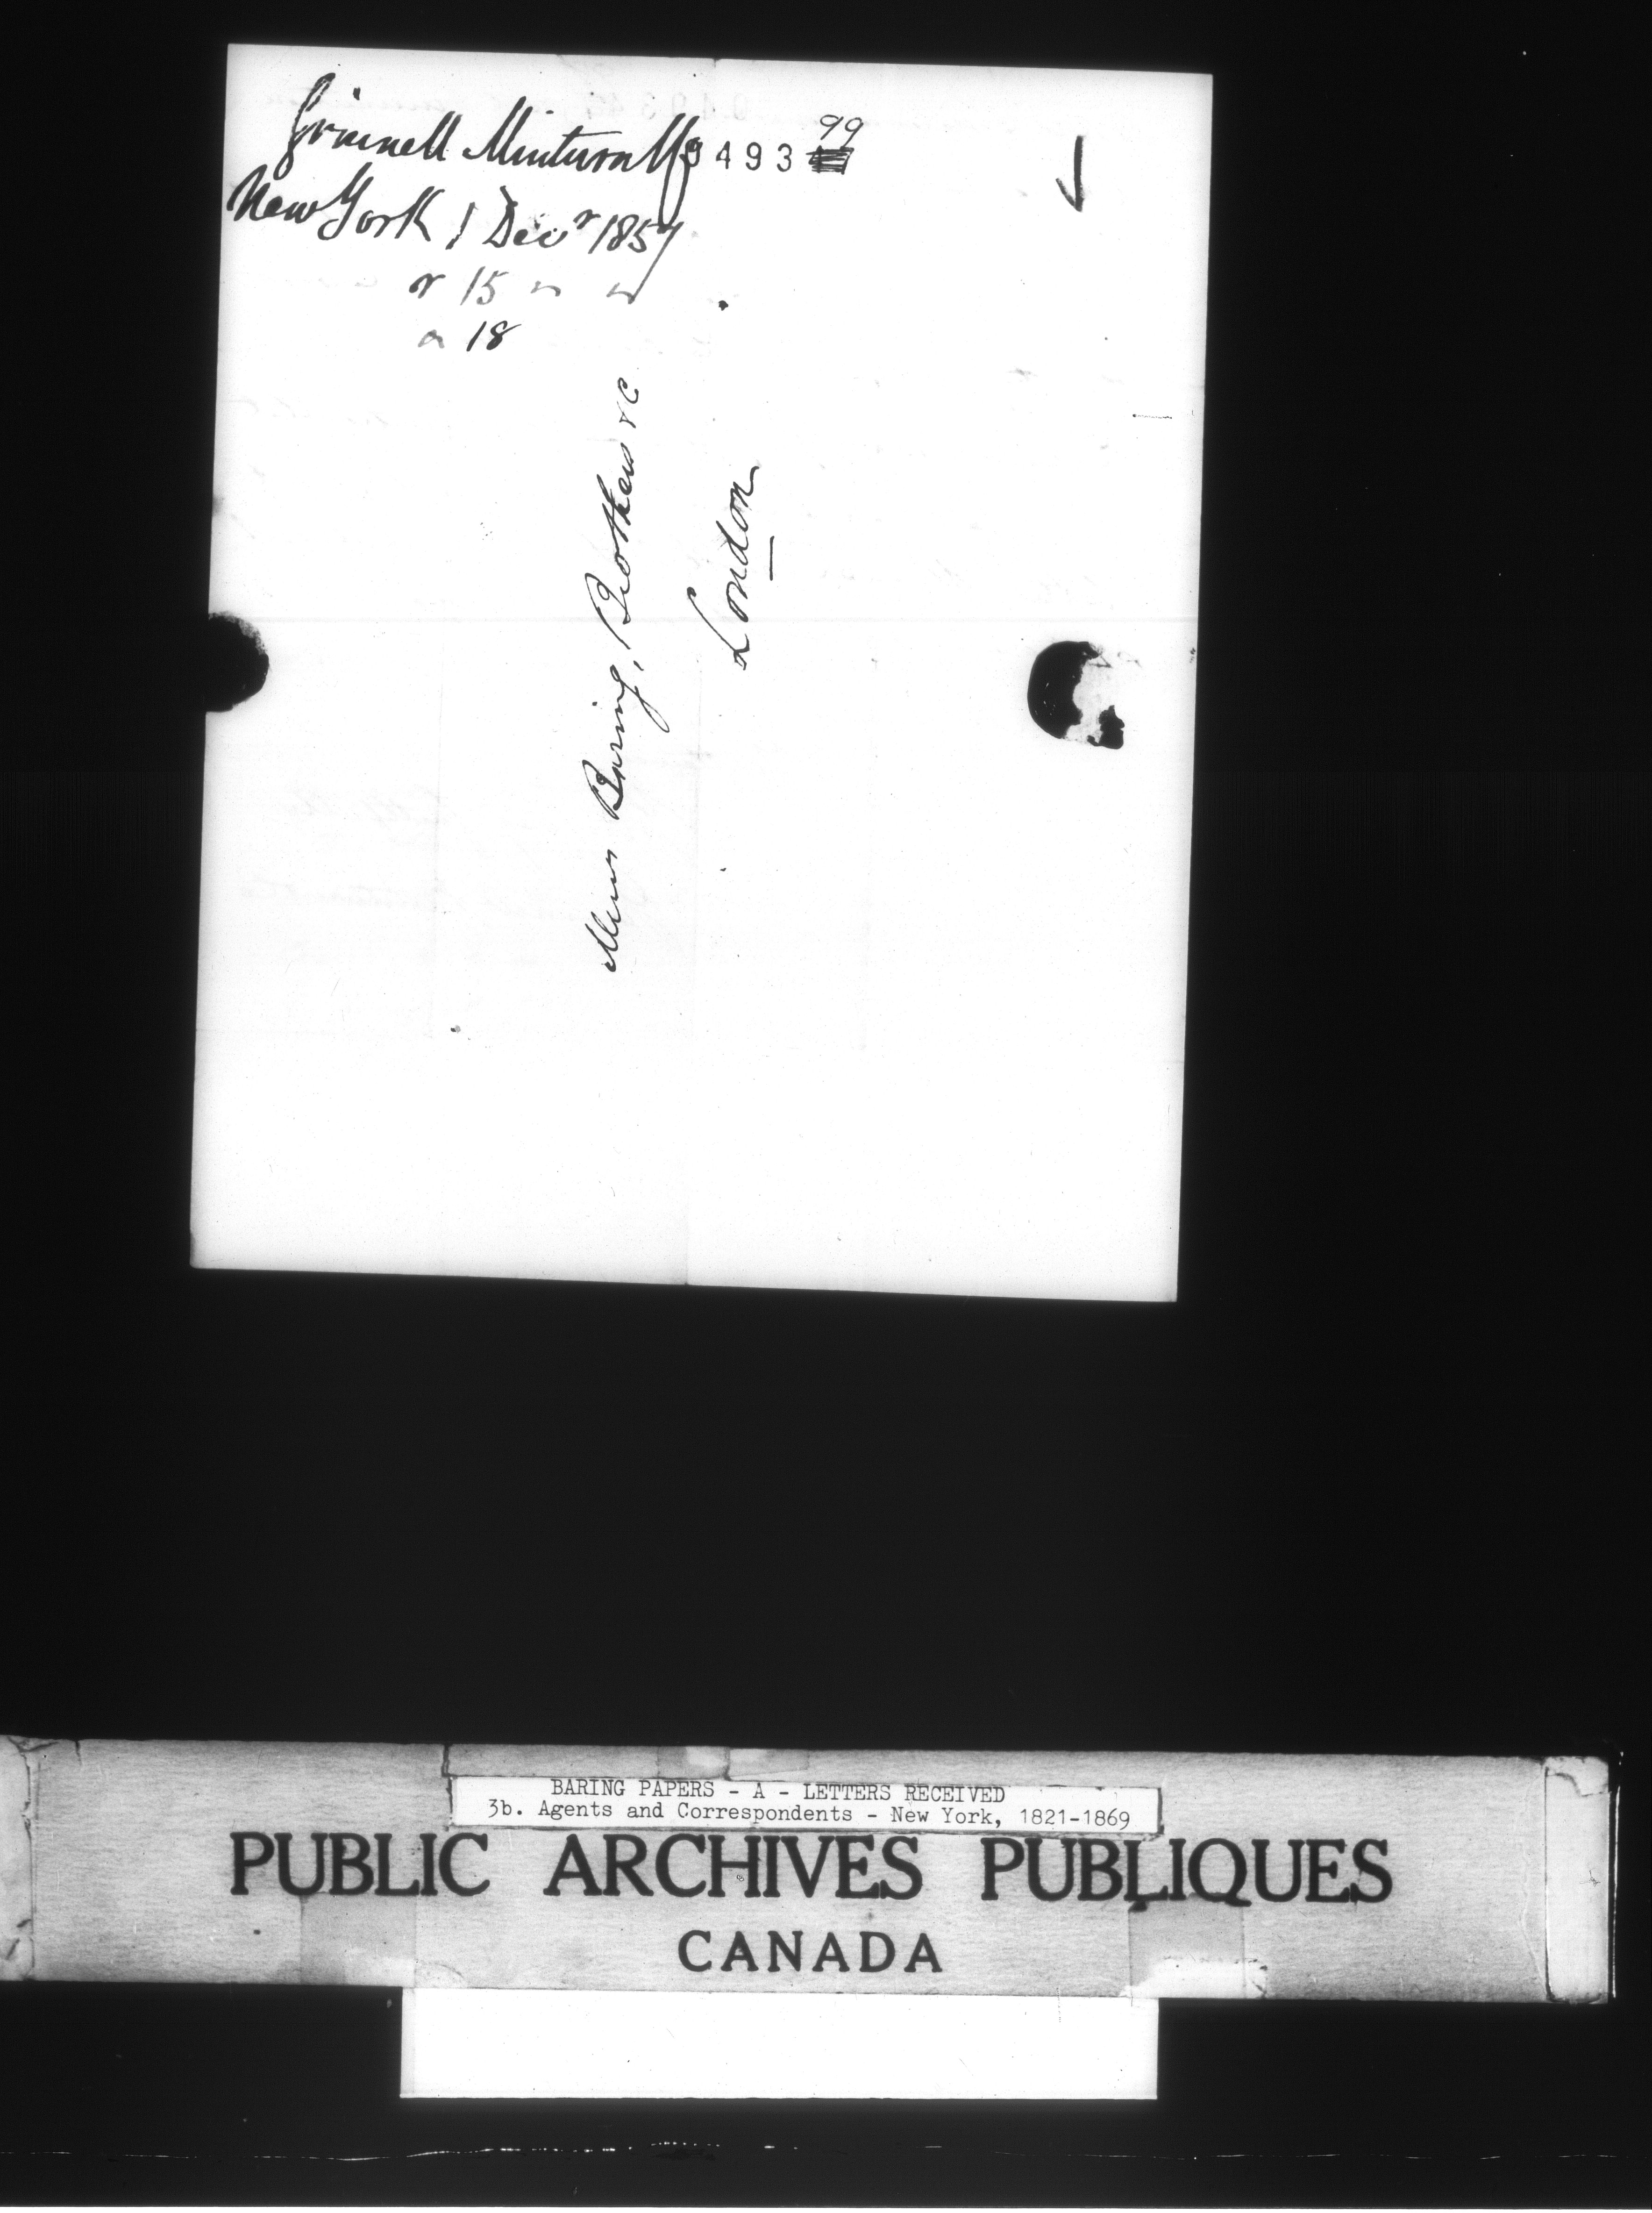 Grinnell Minturn & Co
9493 99
New York 1 Decr 1857
r 15 " "
a 18
Messrs Baring, Brothers & C
London
BARING PAPERS - A - LETTERS RECEIVED
3b. Agents and Correspondents - New York, 1821-1869
PUBLIC ARCHIVES PUBLIQUES
CANADA